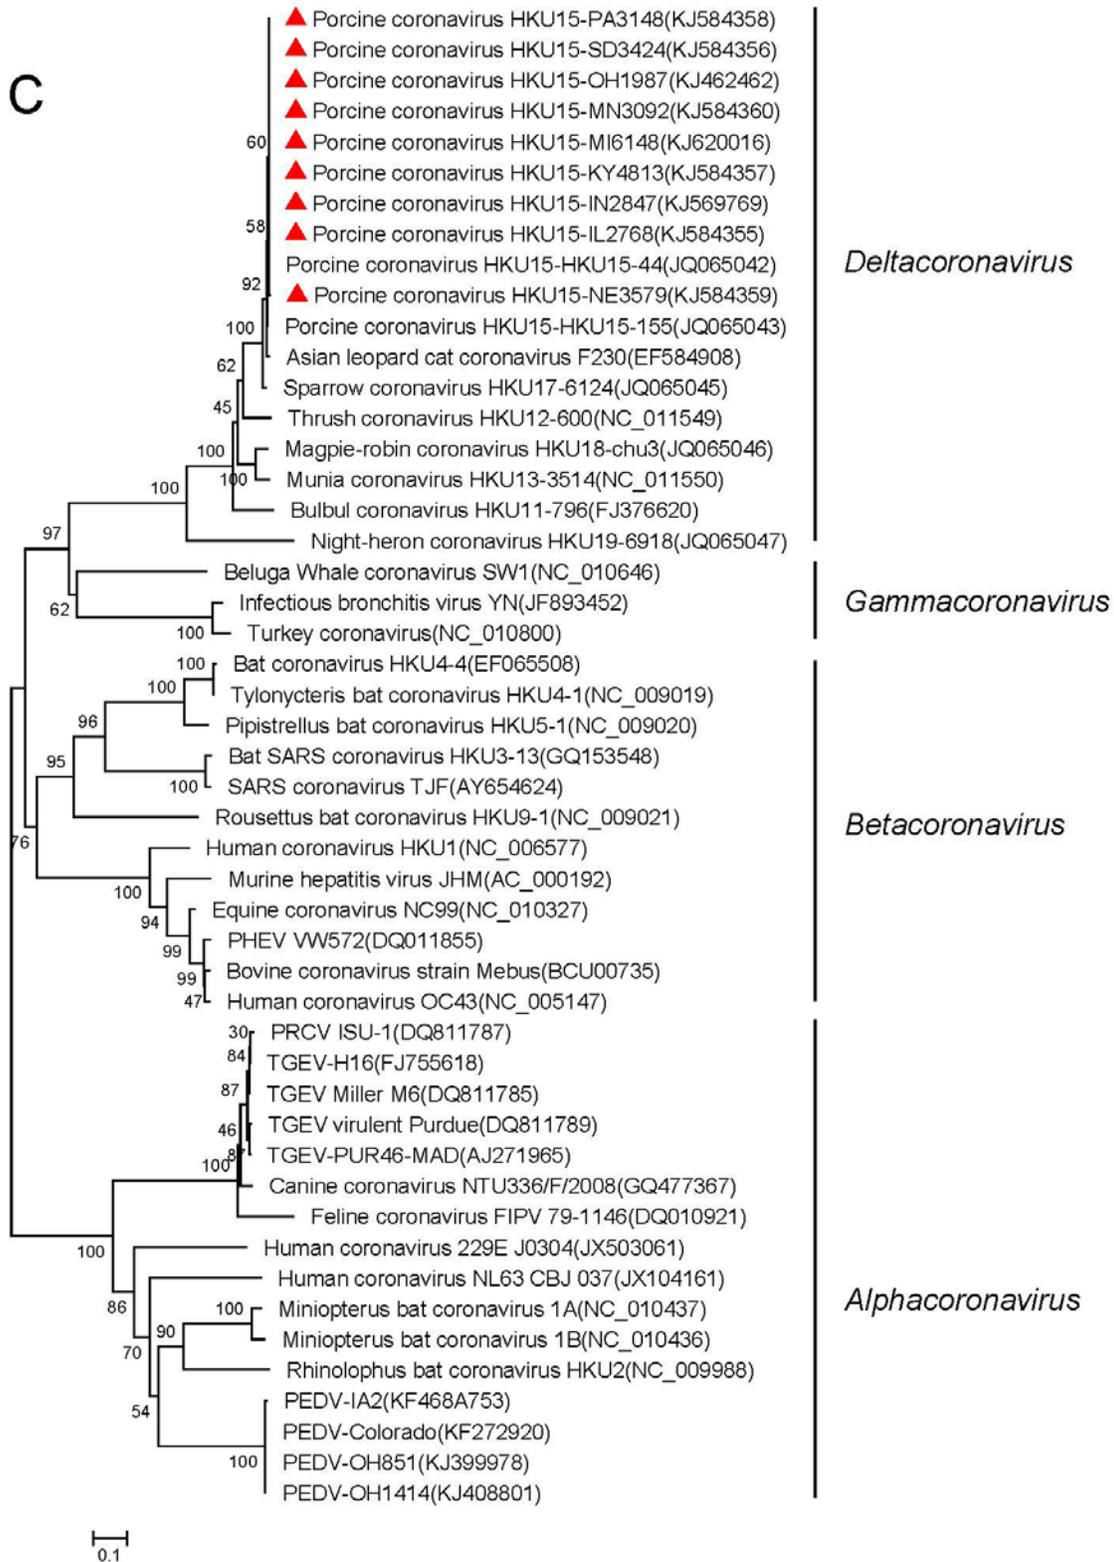 C
Porcine coronavirus HKU15-PA3148(KJ584358)
Porcine coronavirus HKU15-SD3424(KJ584356)
Porcine coronavirus HKU15-OH1987(KJ462462)
Porcine coronavirus HKU15-MN3092(KJ584360)
Porcine coronavirus HKU15-MI6148(KJ620016)
60
Porcine coronavirus HKU15-KY4813(KJ584357)
Porcine coronavirus HKU15-IN2847(KJ569769)
58
Porcine coronavirus HKU15-IL2768(KJ584355)
Deltacoronavirus
Porcine coronavirus HKU15-HKU15-44(JQ065042)
92
Porcine coronavirus HKU15-NE3579(KJ584359)
100
Porcine coronavirus HKU15-HKU15-155(JQ065043)
Asian leopard cat coronavirus F230(EF584908)
62
Sparrow coronavirus HKU17-6124(JQ065045)
45
Thrush coronavirus HKU12-600(NC_011549)
100
Magpie-robin coronavirus HKU18-chu3(JQ065046)
100
Munia coronavirus HKU13-3514(NC_011550)
100
Bulbul coronavirus HKU11-796(FJ376620)
97
Night-heron coronavirus HKU19-6918(JQ065047)
Beluga Whale coronavirus SW1(NC_010646)
62
Infectious bronchitis virus YN(JF893452)
Gammacoronavirus
100
Turkey coronavirus(NC_010800)
100
Bat coronavirus HKU4-4(EF065508)
100
Tylonycteris bat coronavirus HKU4-1(NC_009019)
96
Pipistrellus bat coronavirus HKU5-1(NC_009020)
95
Bat SARS coronavirus HKU3-13(GQ153548)
100
SARS coronavirus TJF(AY654624)
Rousettus bat coronavirus HKU9-1(NC_009021)
Betacoronavirus
76
Human coronavirus HKU1(NC_006577)
100
Murine hepatitis virus JHM(AC_000192)
94
Equine coronavirus NC99(NC_010327)
99
PHEV VW572(DQ011855)
99
Bovine coronavirus strain Mebus(BCU00735)
47
Human coronavirus OC43(NC_005147)
30
PRCV ISU-1(DQ811787)
84
TGEV-H16(FJ755618)
87
TGEV Miller M6(DQ811785)
46
TGEV virulent Purdue(DQ811789)
87
TGEV-PUR46-MAD(AJ271965)
100
Canine coronavirus NTU336/F/2008(GQ477367)
Feline coronavirus FIPV 79-1146(DQ010921)
100
Human coronavirus 229E J0304(JX503061)
Human coronavirus NL63 CBJ 037(JX104161)
Alphacoronavirus
86
100
Miniopterus bat coronavirus 1A(NC_010437)
90
70
Miniopterus bat coronavirus 1B(NC_010436)
Rhinolophus bat coronavirus HKU2(NC_009988)
54
PEDV-IA2(KF468A753)
PEDV-Colorado(KF272920)
100
PEDV-OH851(KJ399978)
PEDV-OH1414(KJ408801)
0.1